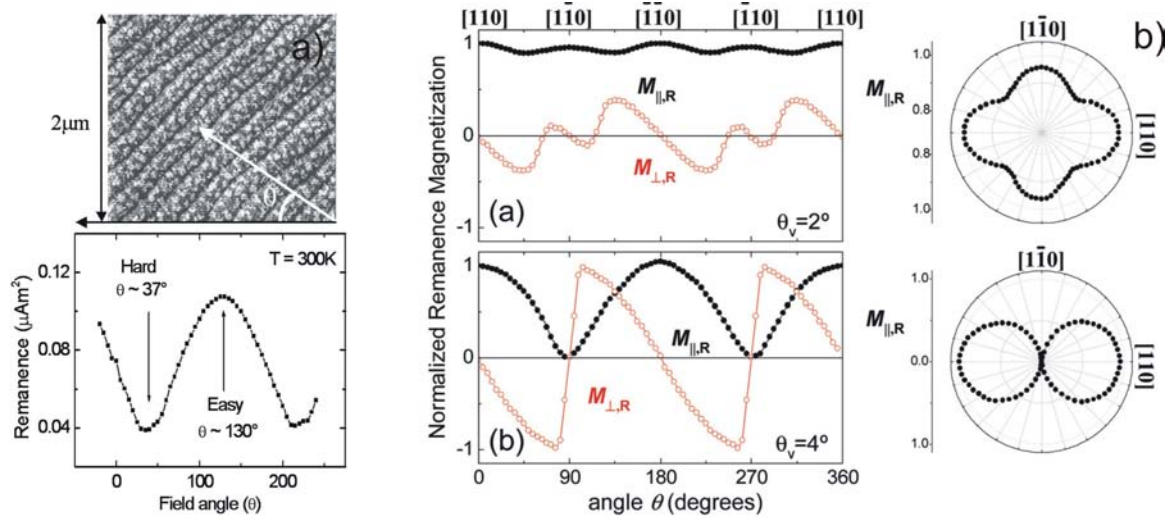 a)
2μm
θ
Remanence (μAm²)
0.12
0.08
0.04
T = 300K
Hard
θ ~ 37°
Easy
θ ~ 130°
0
100
200
Field angle (θ)
[110] [11̄0] [1̄1̄0] [1̄10] [110]
Normalized Remanence Magnetization
1
0
-1
M∥,R
M⊥,R
(a)
θv=2°
1
0
-1
M∥,R
M⊥,R
(b)
θv=4°
0 90 180 270 360
angle θ (degrees)
b)
[11̄0]
M∥,R
1.0
0.8
0.8
1.0
[110]
[11̄0]
M∥,R
1.0
0.0
1.0
[110]